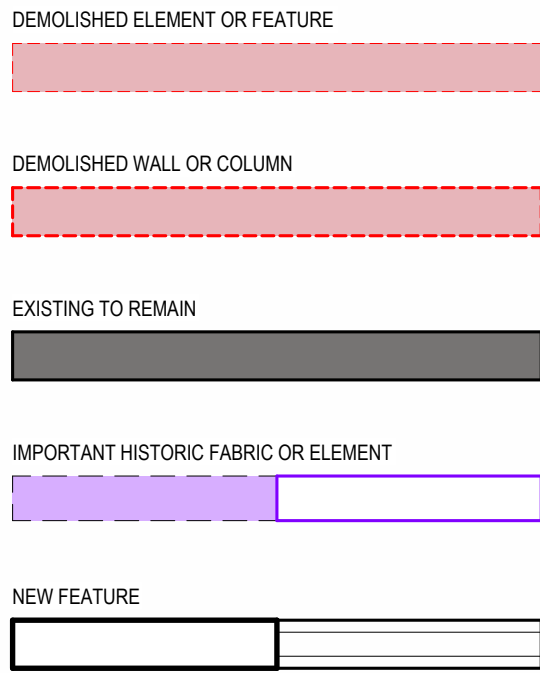 DEMOLISHED ELEMENT OR FEATURE
DEMOLISHED WALL OR COLUMN
EXISTING TO REMAIN
IMPORTANT HISTORIC FABRIC OR ELEMENT
NEW FEATURE